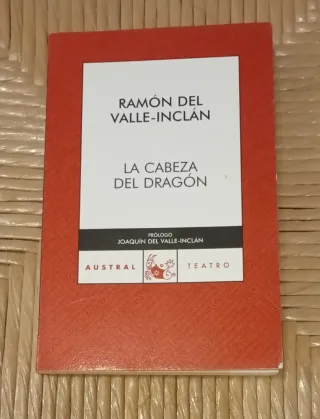 RAMÓN DEL
VALLE-INCLÁN
LA CABEZA
DEL DRAGÓN
PRÓLOGO
JOAQUÍN DEL VALLE-INCLÁN
AUSTRAL TEATRO